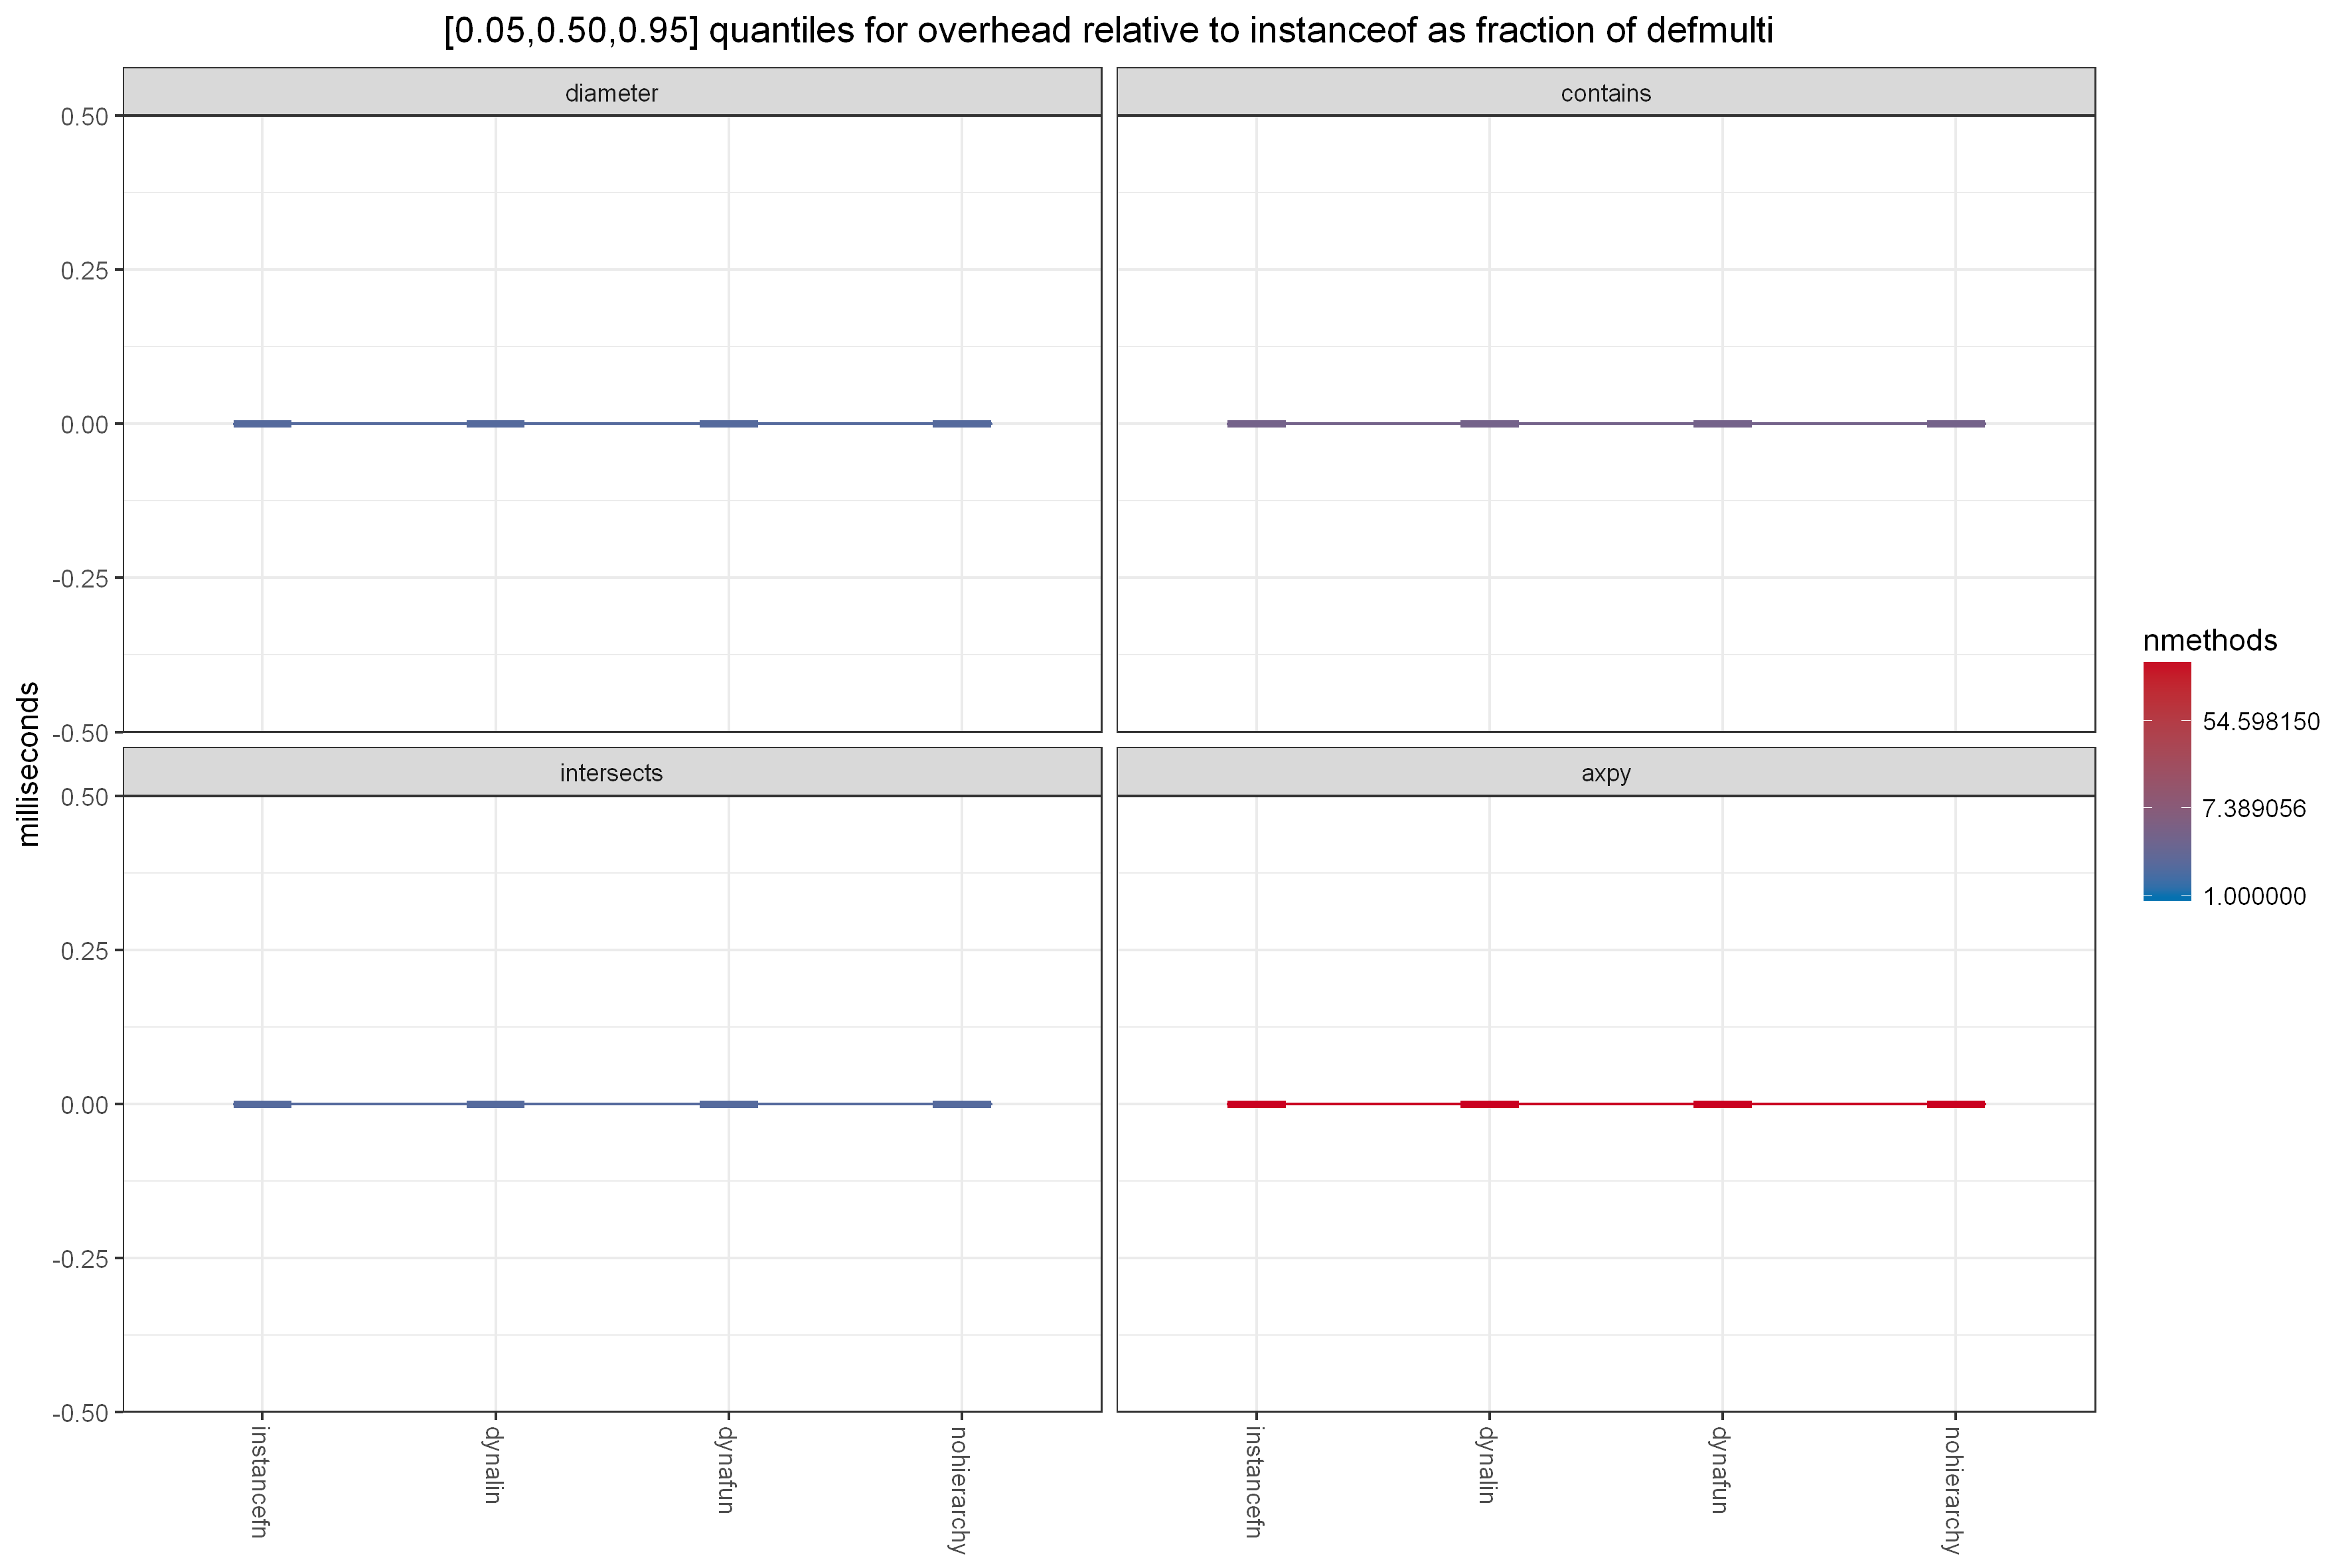 [0.05,0.50,0.95] quantiles for overhead relative to instanceof as fraction of defmulti
diameter
contains
0.50
0.25
0.00
-0.25
-0.50
milliseconds
intersects
axpy
0.50
0.25
0.00
-0.25
-0.50
instancefn
dynalin
dynafun
nohierarchy
instancefn
dynalin
dynafun
nohierarchy
nmethods
54.598150
7.389056
1.000000